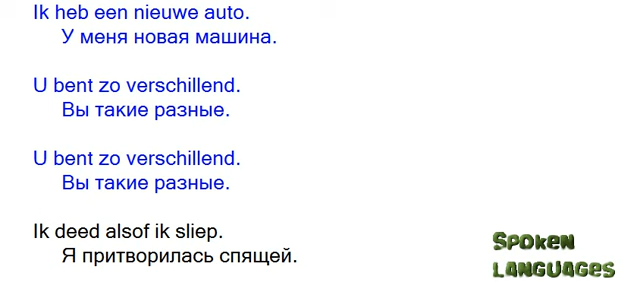 Ik heb een nieuwe auto.
У меня новая машина.
U bent zo verschillend.
Вы такие разные.
U bent zo verschillend.
Вы такие разные.
Ik deed alsof ik sliep.
Я притворилась спящей.
SPOKEN
LANGUAGES